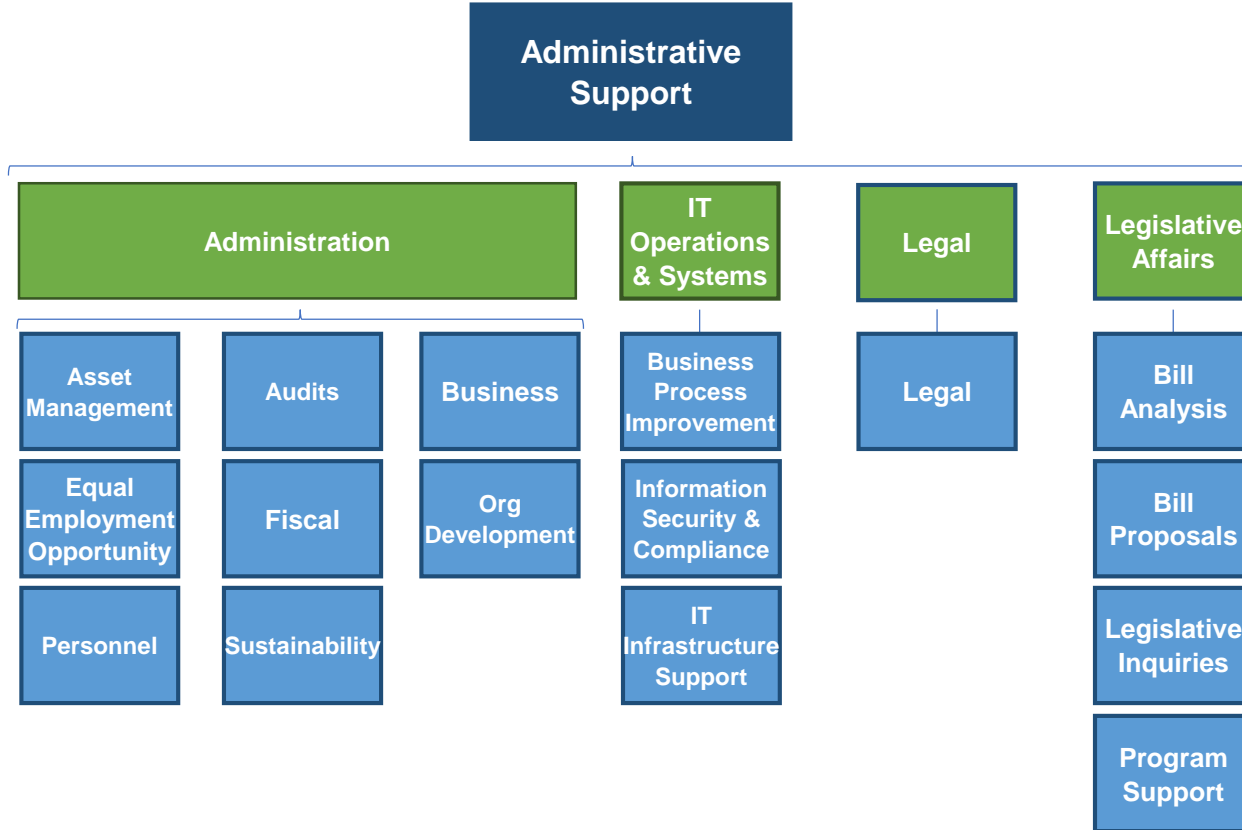 Administrative
Support
Administration
IT
Operations
& Systems
Legal
Legislative
Affairs
Asset
Management
Audits
Business
Business
Process
Improvement
Legal
Bill
Analysis
Equal
Employment
Opportunity
Fiscal
Org
Development
Information
Security &
Compliance
Bill
Proposals
Personnel
Sustainability
IT
Infrastructure
Support
Legislative
Inquiries
Program
Support